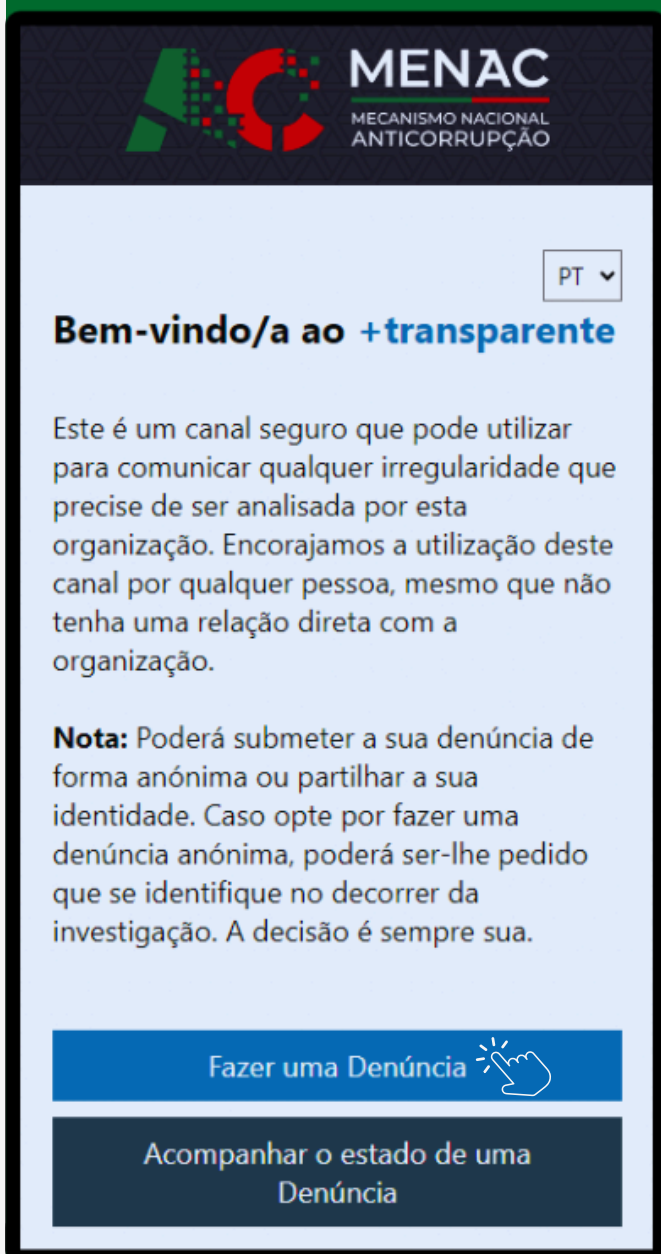 AC
MENAC
MECANISMO NACIONAL
ANTICORRUPÇÃO
PT
Bem-vindo/a ao +transparente
Este é um canal seguro que pode utilizar
para comunicar qualquer irregularidade que
precise de ser analisada por esta
organização. Encorajamos a utilização deste
canal por qualquer pessoa, mesmo que não
tenha uma relação direta com a
organização.
Nota: Poderá submeter a sua denúncia de
forma anónima ou partilhar a sua
identidade. Caso opte por fazer uma
denúncia anónima, poderá ser-lhe pedido
que se identifique no decorrer da
investigação. A decisão é sempre sua.
Fazer uma Denúncia
Acompanhar o estado de uma
Denúncia